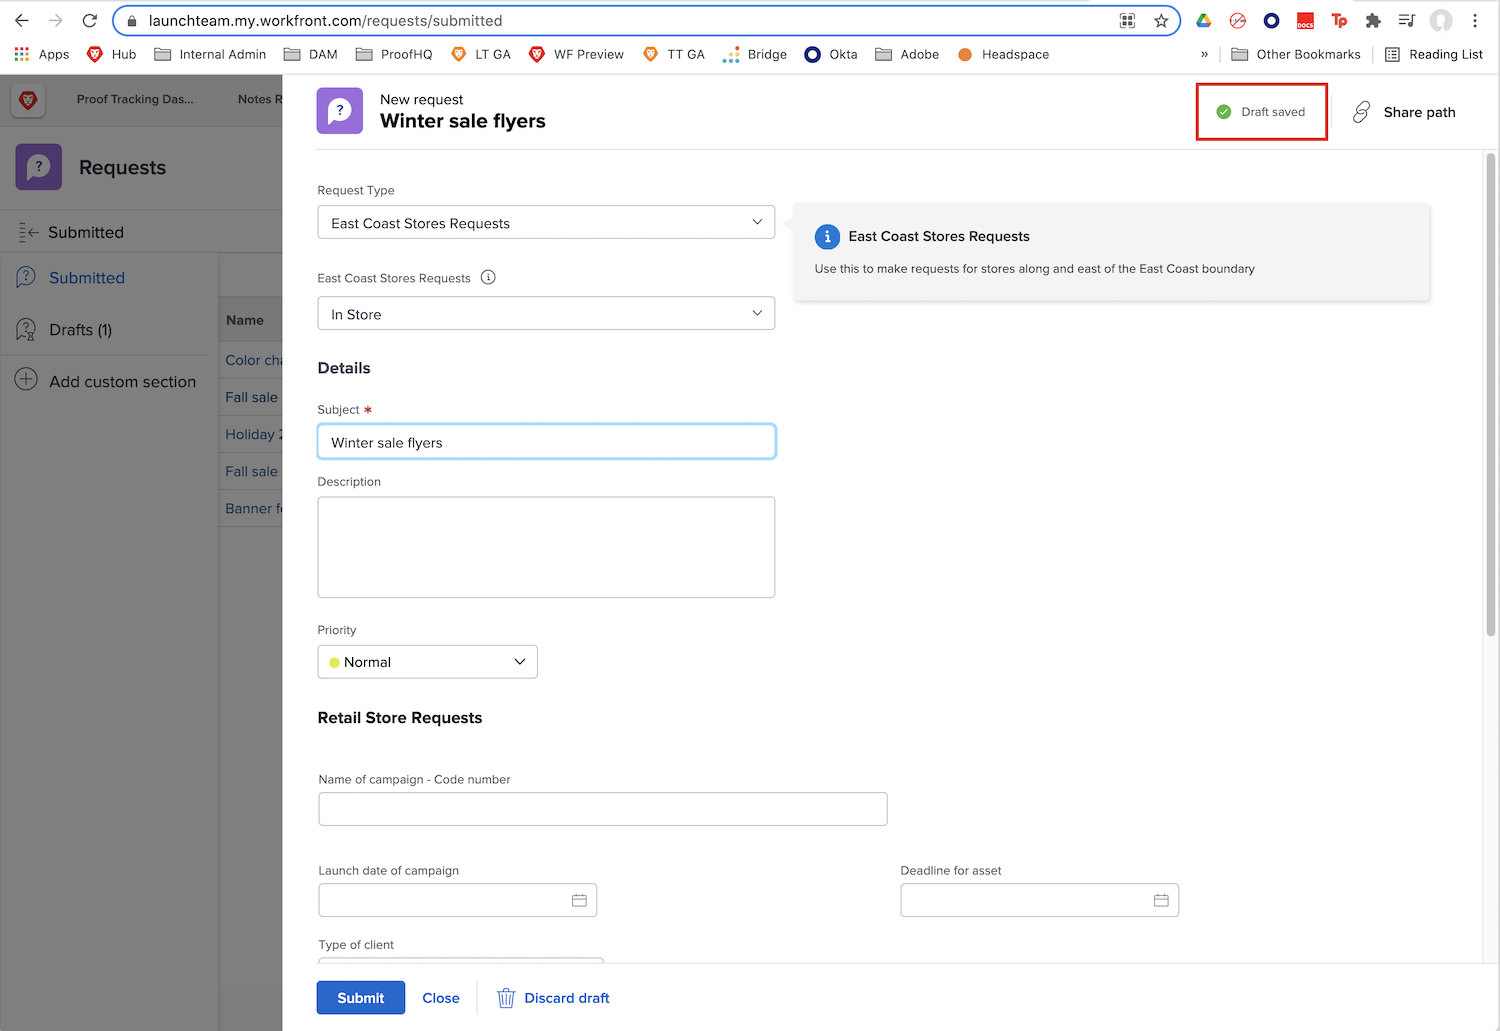 launchteam.my.workfront.com/requests/submitted
DOCS
Tp
Apps Hub Internal Admin DAM ProofHQ LT GA WF Preview TT GA Bridge Okta Adobe Headspace » Other Bookmarks Reading List
Proof Tracking Das... Notes R
? Requests
Submitted
? Submitted
? Drafts (1)
Add custom section
Name
Color cha
Fall sale
Holiday 2
Fall sale
Banner fo
? New request
Winter sale flyers
Draft saved
Share path
Request Type
East Coast Stores Requests
i East Coast Stores Requests
Use this to make requests for stores along and east of the East Coast boundary
East Coast Stores Requests i
In Store
Details
Subject *
Winter sale flyers
Description
Priority
Normal
Retail Store Requests
Name of campaign - Code number
Launch date of campaign
Deadline for asset
Type of client
Submit Close Discard draft